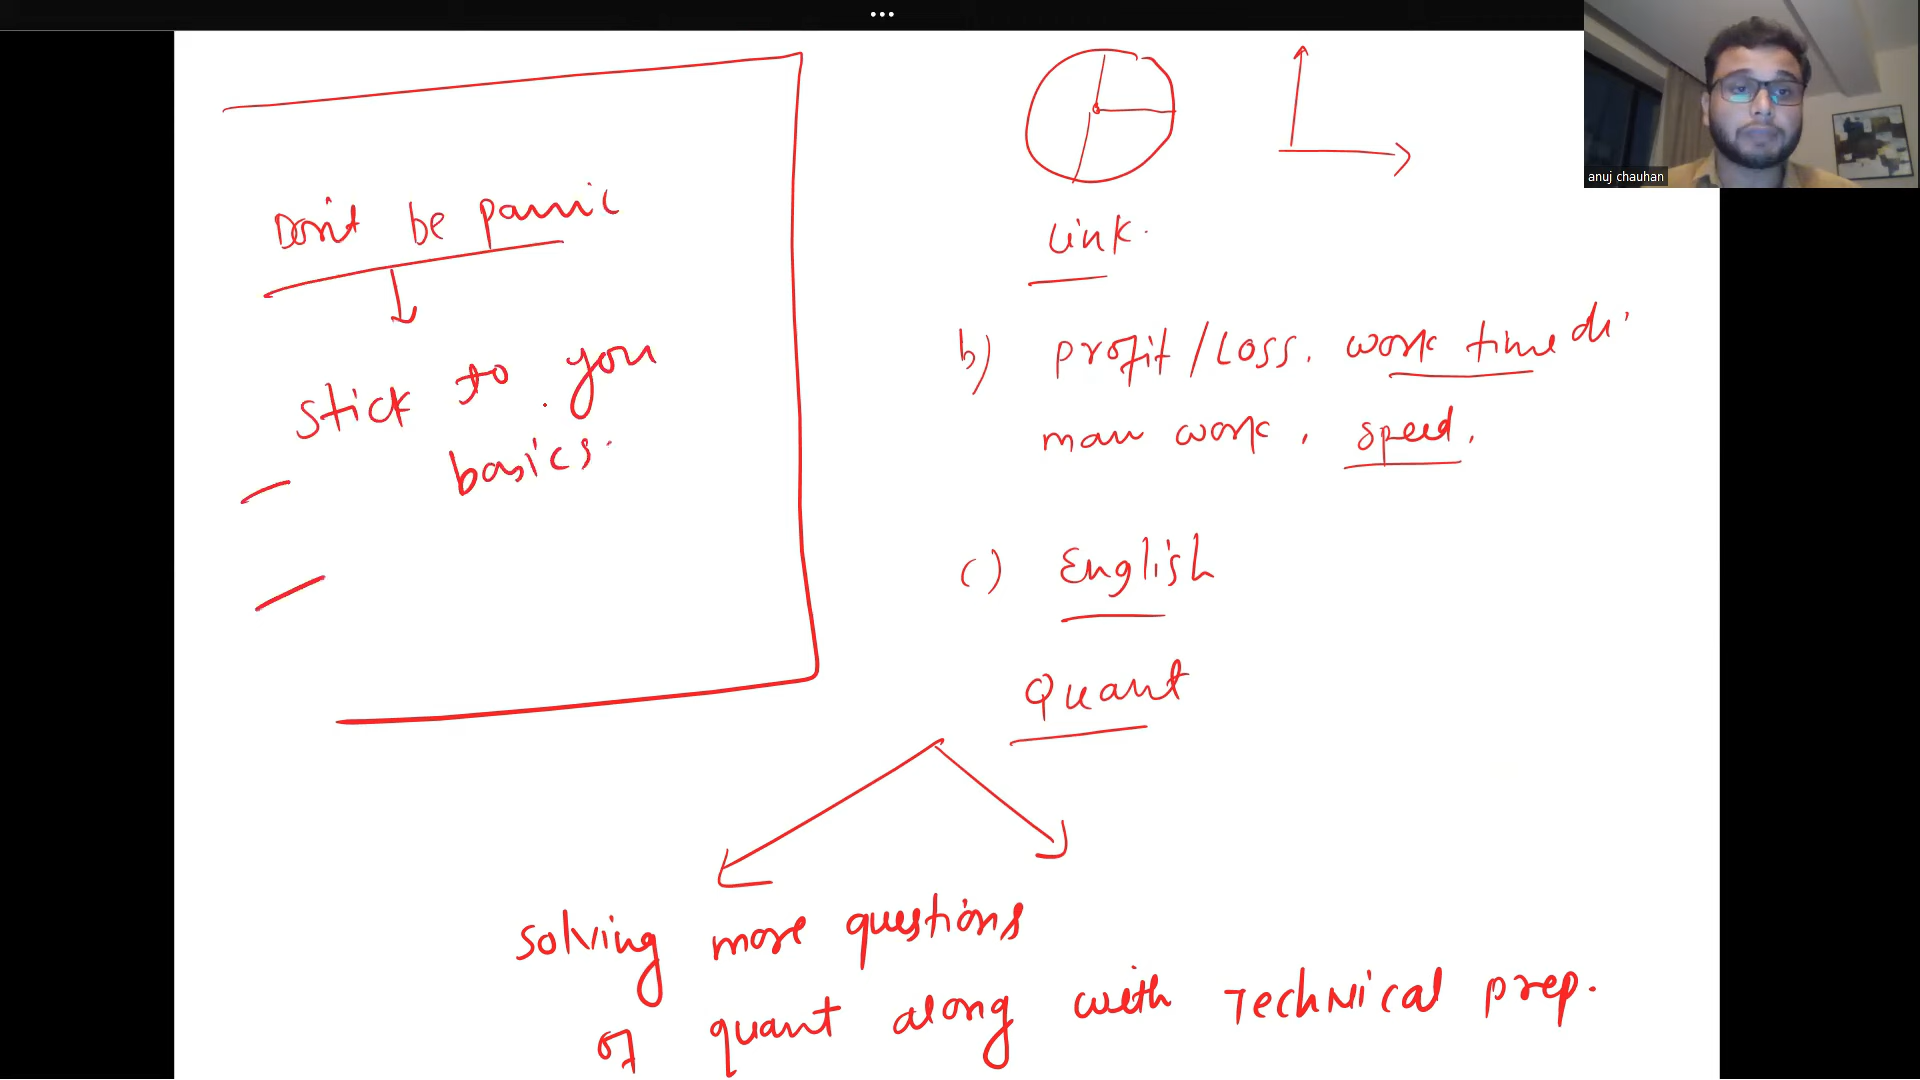 Don't be panic
Stick to you
basics.
Link.
b) Profit / Loss, work time di
man work, speed,
c) English
Quant
solving more questions
of quant along with Technical prep.
anuj chauhan